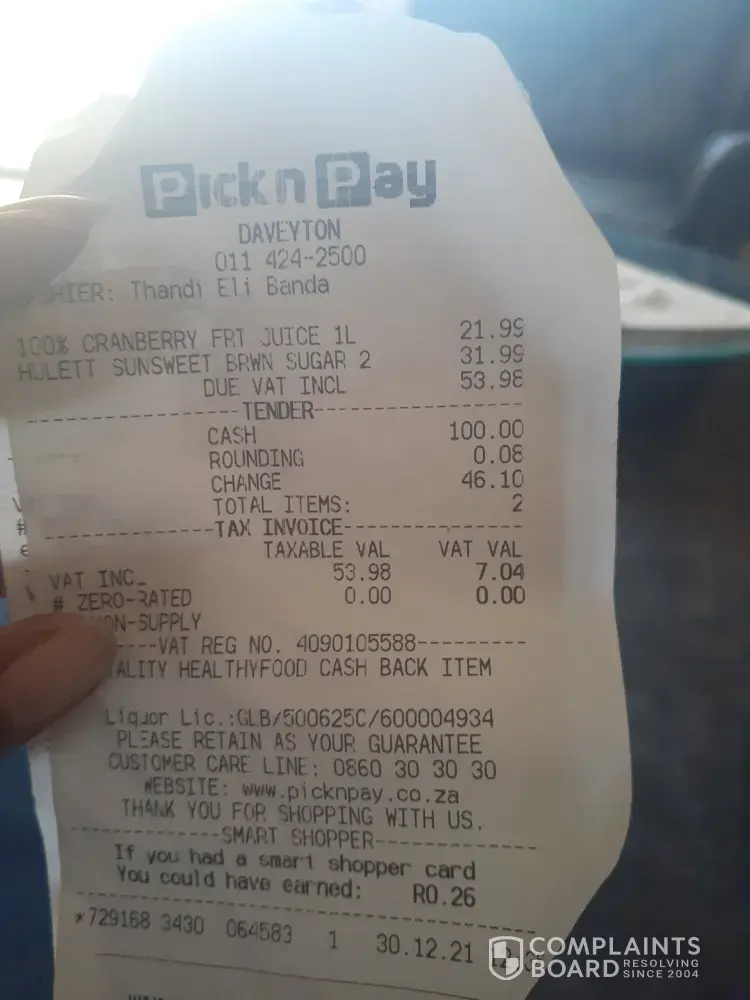 Pick n Pay
DAVEYTON
011 424-2500
SHIER: Thandi Eli Banda
100% CRANBERRY FRT JUICE 1L 21.99
HULETT SUNSWEET BRWN SUGAR 2 31.99
DUE VAT INCL 53.98
TENDER
CASH 100.00
ROUNDING 0.08
CHANGE 46.10
TOTAL ITEMS: 2
TAX INVOICE
TAXABLE VAL VAT VAL
VAT INC 53.98 7.04
# ZERO-RATED 0.00 0.00
ON-SUPPLY
VAT REG NO. 4090105588
TALITY HEALTHYFOOD CASH BACK ITEM
Liquor Lic.:GLB/500625C/600004934
PLEASE RETAIN AS YOUR GUARANTEE
CUSTOMER CARE LINE: 0860 30 30 30
WEBSITE: www.picknpay.co.za
THANK YOU FOR SHOPPING WITH US.
SMART SHOPPER
If you had a smart shopper card
You could have earned: R0.26
*729168 3430 064583 1 30.12.21
COMPLAINTS
BOARD RESOLVING
SINCE 2004